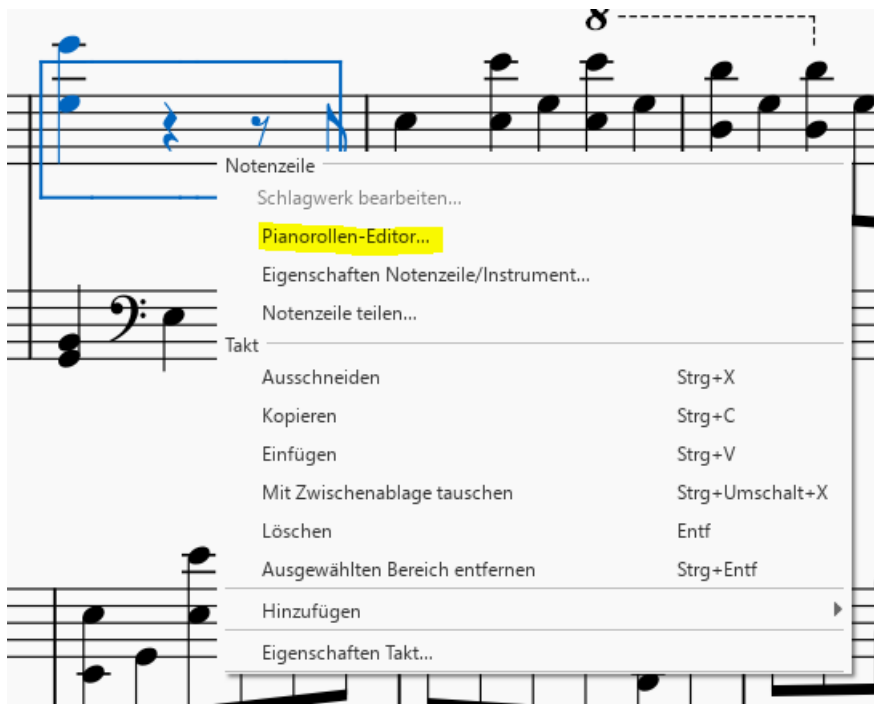 8
Notenzeile
Schlagwerk bearbeiten...
Pianorollen-Editor...
Eigenschaften Notenzeile/Instrument...
Notenzeile teilen...
Takt
Ausschneiden Strg+X
Kopieren Strg+C
Einfügen Strg+V
Mit Zwischenablage tauschen Strg+Umschalt+X
Löschen Entf
Ausgewählten Bereich entfernen Strg+Entf
Hinzufügen
Eigenschaften Takt...